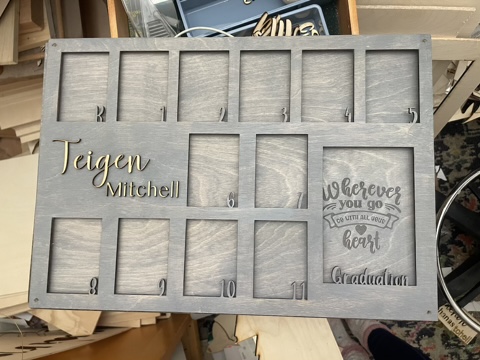 K 1 2 3 4 5
Teigen
Mitchell
6 7
Wherever
you go
GO WITH ALL YOUR
heart
8 9 10 11
Graduation